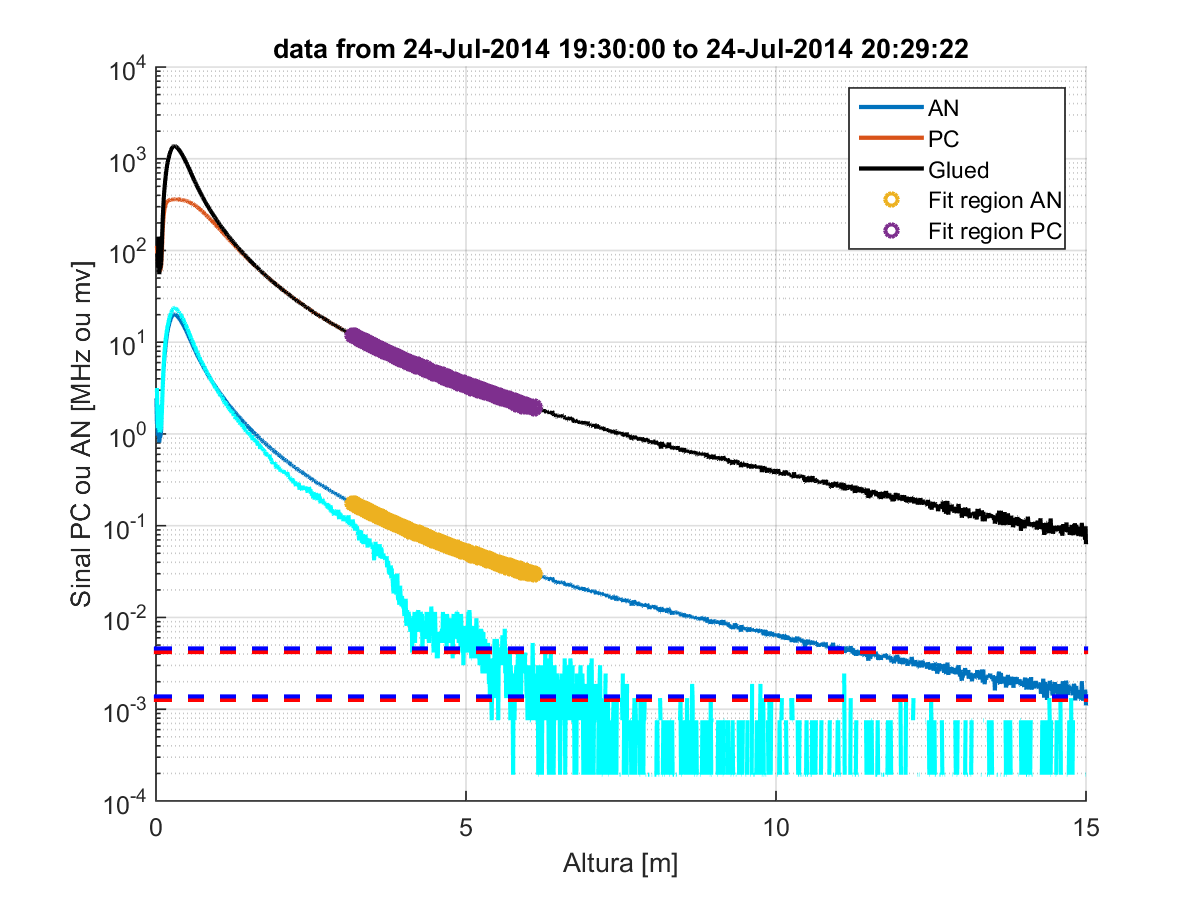 data from 24-Jul-2014 19:30:00 to 24-Jul-2014 20:29:22
10^4
10^3
10^2
10^1
10^0
10^-1
10^-2
10^-3
10^-4
Sinal PC ou AN [MHz ou mv]
AN
PC
Glued
Fit region AN
Fit region PC
0
5
10
15
Altura [m]